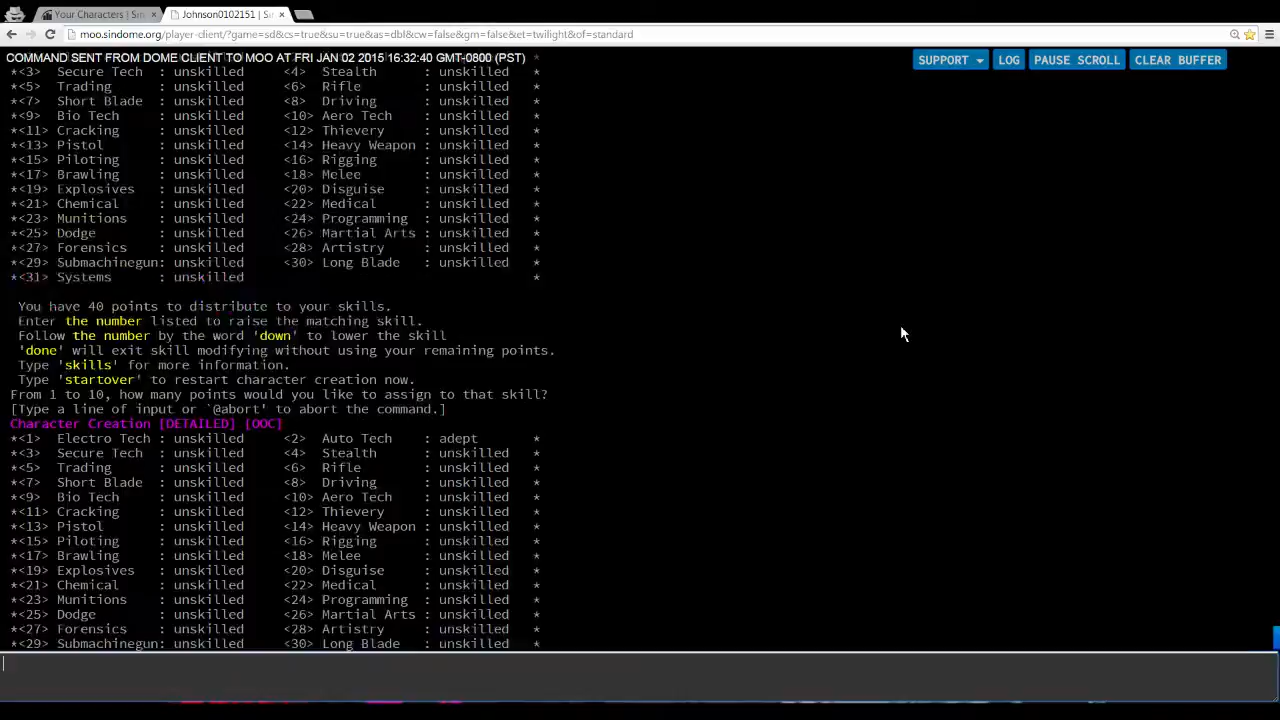 Your Characters | Sin ×
Johnson0102151 | Sin ×
moo.sindome.org/player-client/?game=sd&cs=true&su=true&as=dbl&cw=false&gm=false&et=twilight&of=standard
COMMAND SENT FROM DOME CLIENT TO MOO AT FRI JAN 02 2015 16:32:40 GMT-0800 (PST) *
SUPPORT LOG PAUSE SCROLL CLEAR BUFFER
*<3> Secure Tech : unskilled <4> Stealth : unskilled *
*<5> Trading : unskilled <6> Rifle : unskilled *
*<7> Short Blade : unskilled <8> Driving : unskilled *
*<9> Bio Tech : unskilled <10> Aero Tech : unskilled *
*<11> Cracking : unskilled <12> Thievery : unskilled *
*<13> Pistol : unskilled <14> Heavy Weapon : unskilled *
*<15> Piloting : unskilled <16> Rigging : unskilled *
*<17> Brawling : unskilled <18> Melee : unskilled *
*<19> Explosives : unskilled <20> Disguise : unskilled *
*<21> Chemical : unskilled <22> Medical : unskilled *
*<23> Munitions : unskilled <24> Programming : unskilled *
*<25> Dodge : unskilled <26> Martial Arts : unskilled *
*<27> Forensics : unskilled <28> Artistry : unskilled *
*<29> Submachinegun: unskilled <30> Long Blade : unskilled *
*<31> Systems : unskilled *
You have 40 points to distribute to your skills.
Enter the number listed to raise the matching skill.
Follow the number by the word 'down' to lower the skill
'done' will exit skill modifying without using your remaining points.
Type 'skills' for more information.
Type 'startover' to restart character creation now.
From 1 to 10, how many points would you like to assign to that skill?
[Type a line of input or `@abort' to abort the command.]
Character Creation [DETAILED] [OOC]
*<1> Electro Tech : unskilled <2> Auto Tech : adept *
*<3> Secure Tech : unskilled <4> Stealth : unskilled *
*<5> Trading : unskilled <6> Rifle : unskilled *
*<7> Short Blade : unskilled <8> Driving : unskilled *
*<9> Bio Tech : unskilled <10> Aero Tech : unskilled *
*<11> Cracking : unskilled <12> Thievery : unskilled *
*<13> Pistol : unskilled <14> Heavy Weapon : unskilled *
*<15> Piloting : unskilled <16> Rigging : unskilled *
*<17> Brawling : unskilled <18> Melee : unskilled *
*<19> Explosives : unskilled <20> Disguise : unskilled *
*<21> Chemical : unskilled <22> Medical : unskilled *
*<23> Munitions : unskilled <24> Programming : unskilled *
*<25> Dodge : unskilled <26> Martial Arts : unskilled *
*<27> Forensics : unskilled <28> Artistry : unskilled *
*<29> Submachinegun: unskilled <30> Long Blade : unskilled *